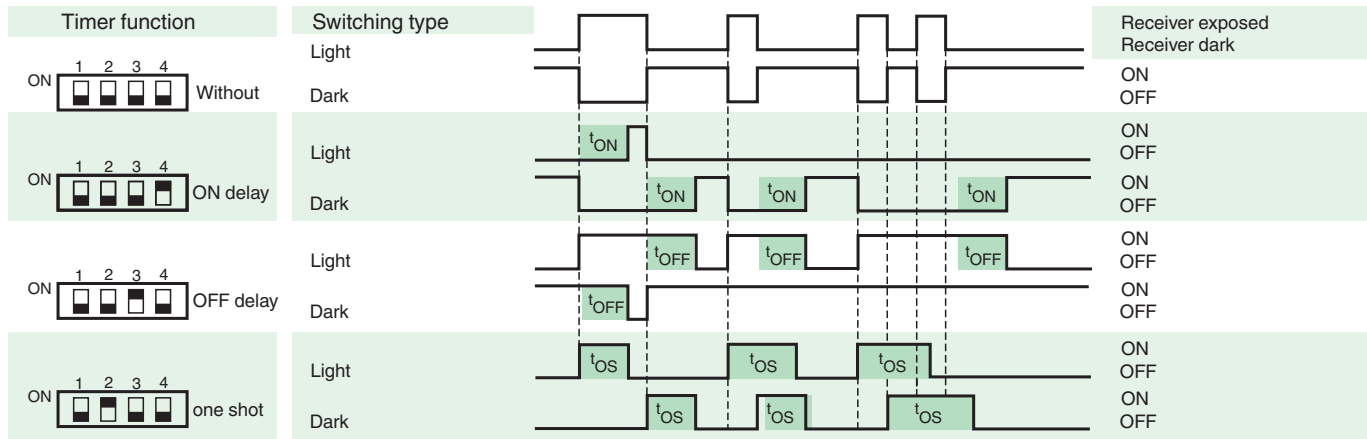 Timer function Switching type Receiver exposed
Light Receiver dark
1 2 3 4
ON Without Dark ON
OFF
Light tON ON
OFF
1 2 3 4
ON ON delay Dark tON tON tON ON
OFF
Light tOFF tOFF tOFF ON
OFF
1 2 3 4
ON OFF delay Dark tOFF ON
OFF
Light tOS tOS tOS ON
OFF
1 2 3 4
ON one shot Dark tOS tOS tOS ON
OFF